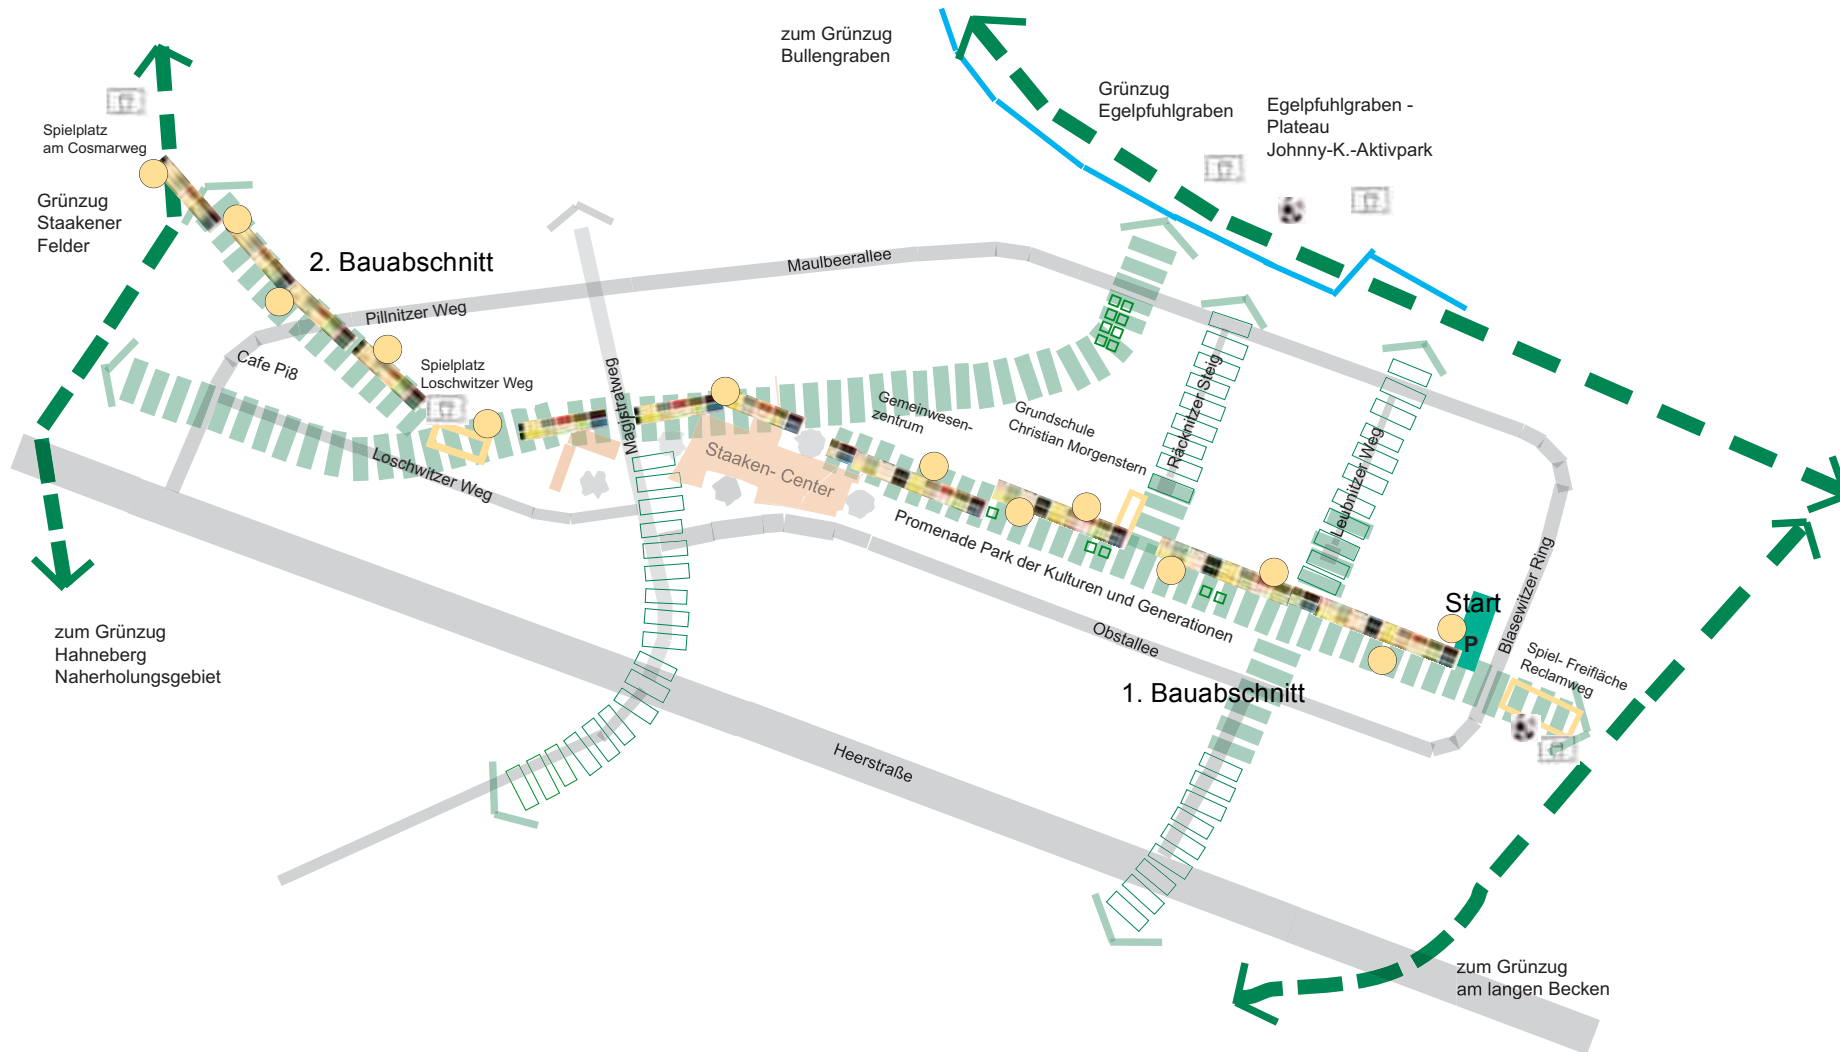 zum Grünzug
Bullengraben
Grünzug
Egelpfuhlgraben
Egelpfuhlgraben -
Plateau
Johnny-K.-Aktivpark
Spielplatz
am Cosmarweg
Grünzug
Staakener
Felder
2. Bauabschnitt
Maulbeerallee
Pillnitzer Weg
Cafe Pi8
Spielplatz
Loschwitzer Weg
Magistratweg
Gemeinwesen-
zentrum
Grundschule
Christian Morgenstern
Räcknitzer Steig
Leubnitzer Weg
Loschwitzer Weg
Staaken- Center
Promenade Park der Kulturen und Generationen
Blasewitzer Ring
Start
P
Obstallee
zum Grünzug
Hahneberg
Naherholungsgebiet
Spiel- Freifläche
Reclamweg
1. Bauabschnitt
Heerstraße
zum Grünzug
am langen Becken